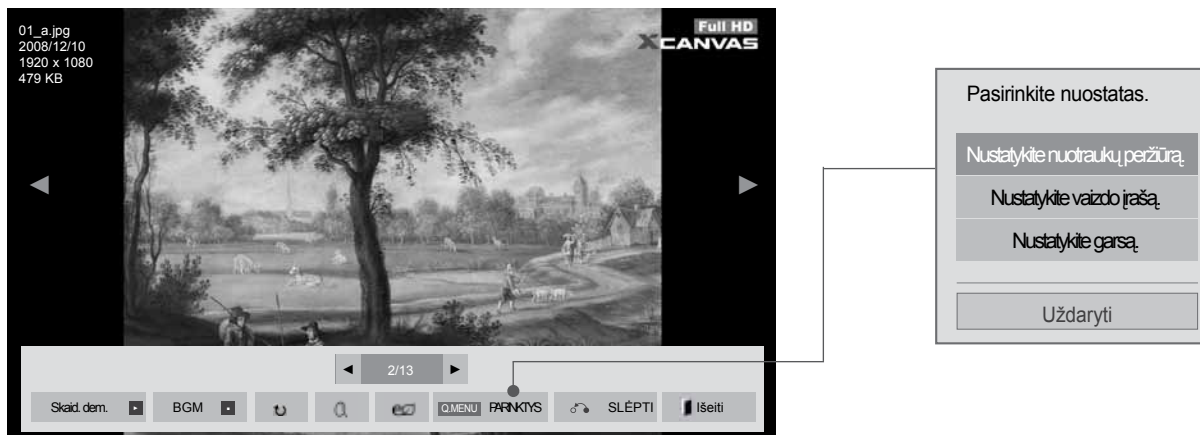 01_a.jpg
2008/12/10
1920 x 1080
479 KB
Full HD
XCANVAS
Pasirinkite nuostatas.
Nustatykite nuotraukų peržiūrą.
Nustatykite vaizdo įrašą.
Nustatykite garsą.
Uždaryti
◄ 2/13 ►
Skaid. dem. BGM Q.MENU PARINKTYS SLĖPTI Išeiti